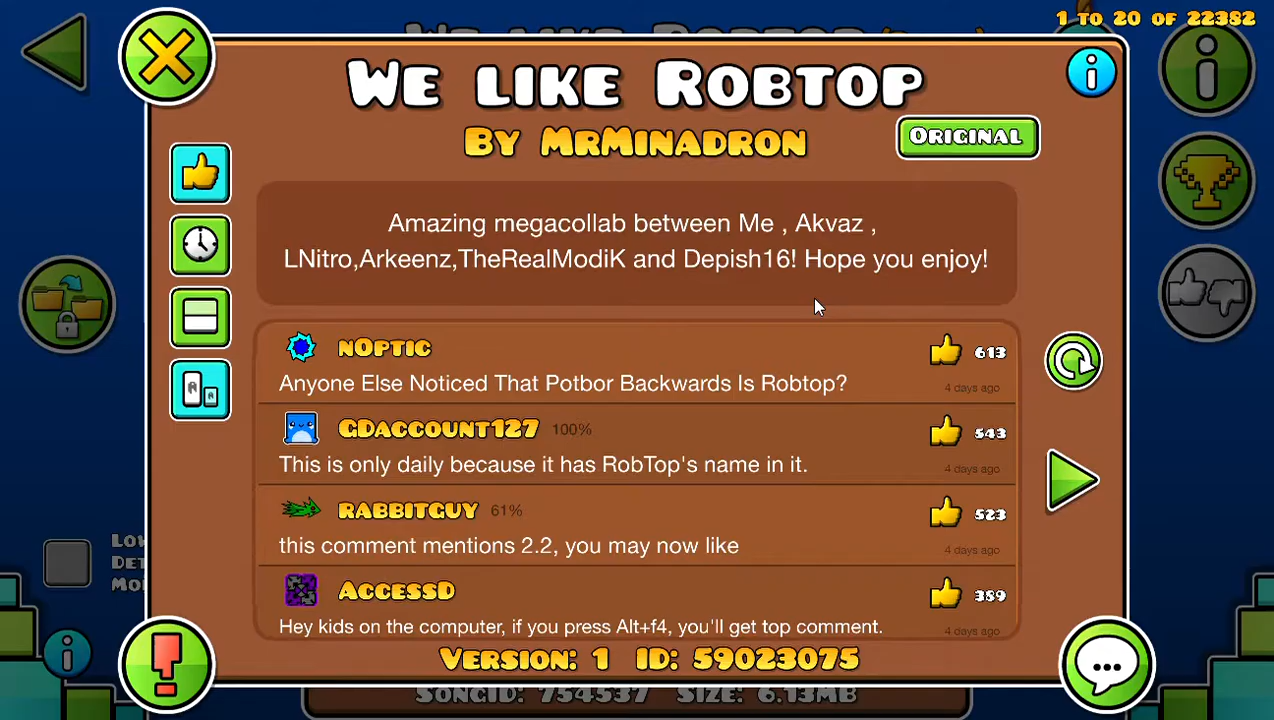 1 to 20 of 22382
We like Robtop
By MrMinadron
Original
Amazing megacollab between Me , Akvaz ,
LNitro,Arkeenz,TheRealModiK and Depish16! Hope you enjoy!
nOptic
613
Anyone Else Noticed That Potbor Backwards Is Robtop?
4 days ago
GDaccount127 100%
543
This is only daily because it has RobTop's name in it.
4 days ago
rabbitguy 61%
523
this comment mentions 2.2, you may now like
4 days ago
AccessD
389
Hey kids on the computer, if you press Alt+f4, you'll get top comment.
4 days ago
Version: 1 ID: 59023075
SongID: 754537 Size: 6.13MB